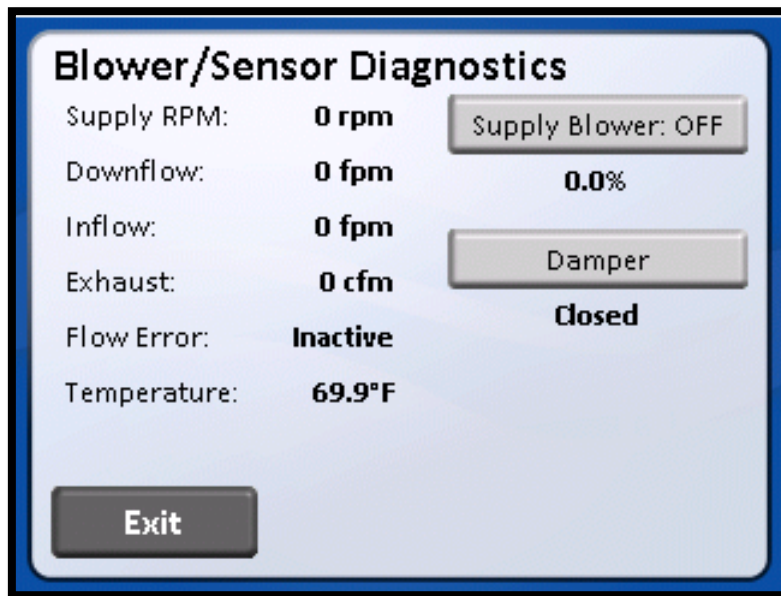 Blower/Sensor Diagnostics
Supply RPM: 0 rpm
Downflow: 0 fpm
Inflow: 0 fpm
Exhaust: 0 cfm
Flow Error: Inactive
Temperature: 69.9°F
Supply Blower: OFF
0.0%
Damper
Closed
Exit